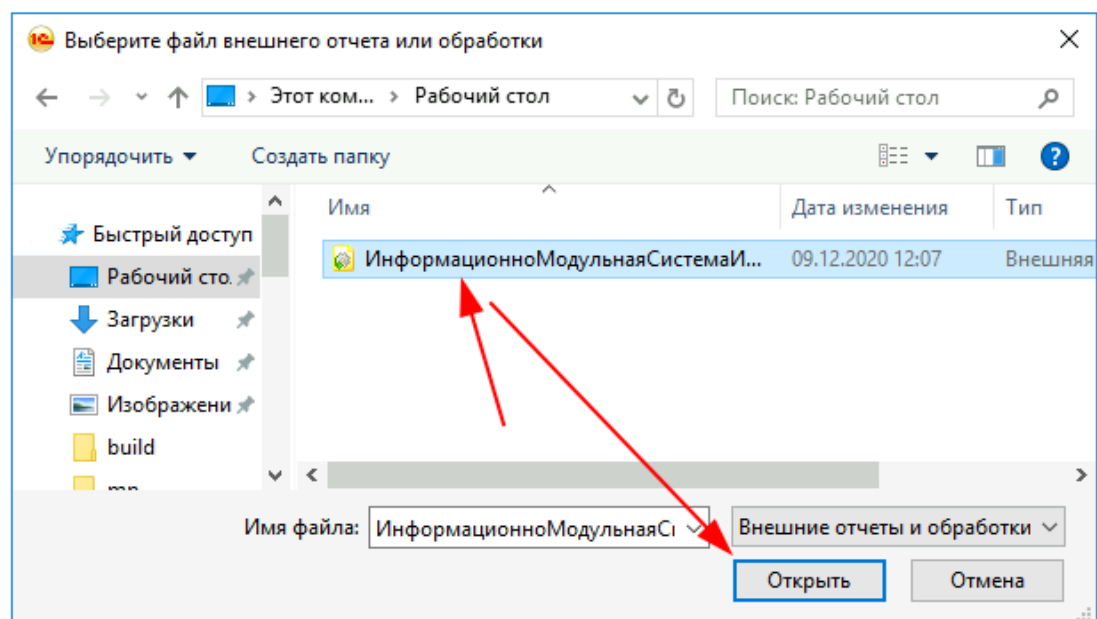 1С Выберите файл внешнего отчета или обработки
Этот ком... > Рабочий стол
Поиск: Рабочий стол
Упорядочить
Создать папку
Имя
Дата изменения
Тип
Быстрый доступ
Рабочий сто.
Загрузки
Документы
Изображени
build
ИнформационноМодульнаяСистемаИ...
09.12.2020 12:07
Внешняя
Имя файла:
ИнформационноМодульнаяСи
Внешние отчеты и обработки
Открыть
Отмена